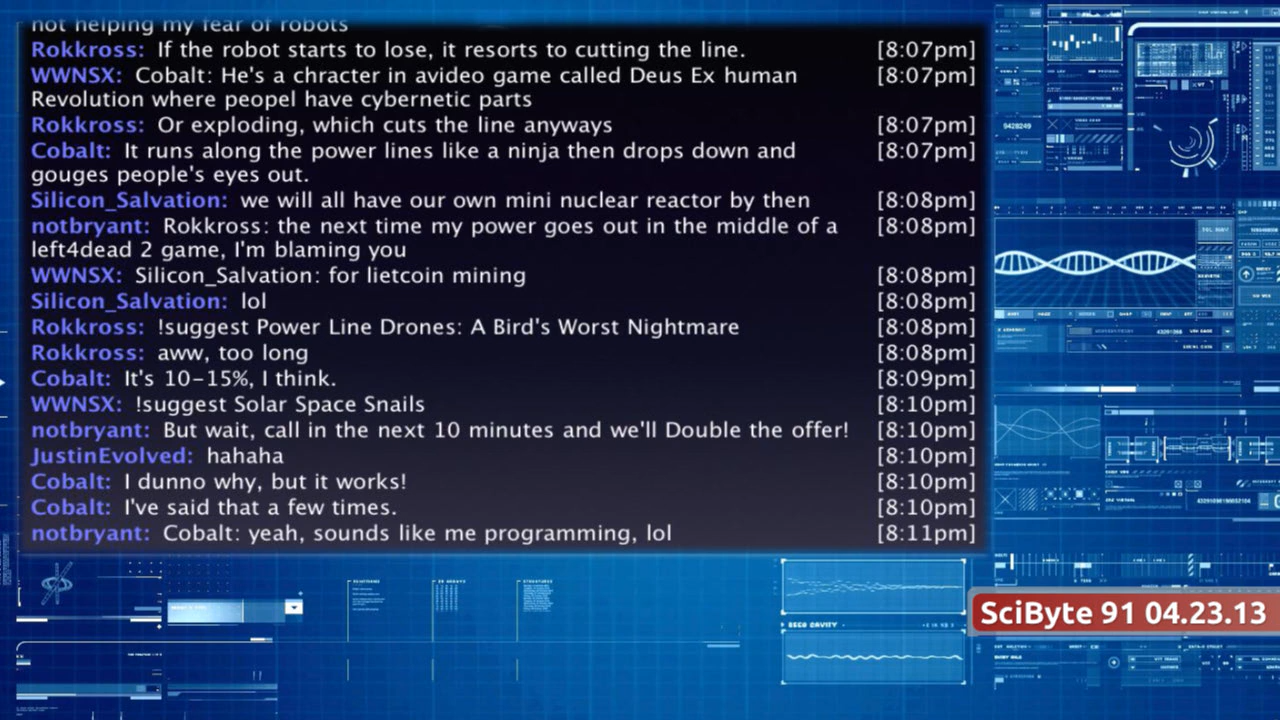 not helping my fear of robots
Rokkross: If the robot starts to lose, it resorts to cutting the line. [8:07pm]
WWNSX: Cobalt: He's a chracter in avideo game called Deus Ex human [8:07pm]
Revolution where peopel have cybernetic parts
Rokkross: Or exploding, which cuts the line anyways [8:07pm]
Cobalt: It runs along the power lines like a ninja then drops down and [8:07pm]
gouges people's eyes out.
Silicon_Salvation: we will all have our own mini nuclear reactor by then [8:08pm]
notbryant: Rokkross: the next time my power goes out in the middle of a [8:08pm]
left4dead 2 game, I'm blaming you
WWNSX: Silicon_Salvation: for lietcoin mining [8:08pm]
Silicon_Salvation: lol [8:08pm]
Rokkross: !suggest Power Line Drones: A Bird's Worst Nightmare [8:08pm]
Rokkross: aww, too long [8:08pm]
Cobalt: It's 10-15%, I think. [8:09pm]
WWNSX: !suggest Solar Space Snails [8:10pm]
notbryant: But wait, call in the next 10 minutes and we'll Double the offer! [8:10pm]
JustinEvolved: hahaha [8:10pm]
Cobalt: I dunno why, but it works! [8:10pm]
Cobalt: I've said that a few times. [8:10pm]
notbryant: Cobalt: yeah, sounds like me programming, lol [8:11pm]
9428249
SciByte 91 04.23.13